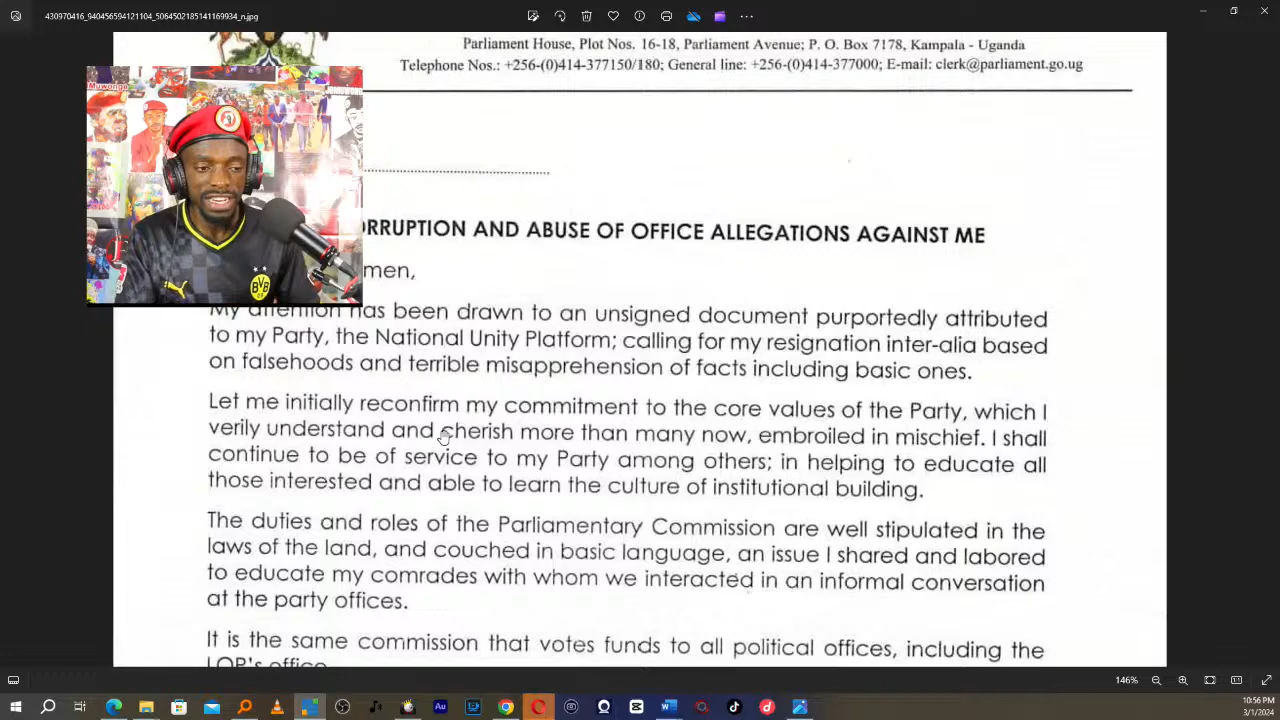 430970416_940456594121104_5064502185141169934_n.jpg
Parliament House, Plot Nos. 16-18, Parliament Avenue; P. O. Box 7178, Kampala - Uganda
Telephone Nos.: +256-(0)414-377150/180; General line: +256-(0)414-377000; E-mail: clerk@parliament.go.ug
Muwonge
ORRUPTION AND ABUSE OF OFFICE ALLEGATIONS AGAINST ME
men,
BVB
My attention has been drawn to an unsigned document purportedly attributed
to my Party, the National Unity Platform; calling for my resignation inter-alia based
on falsehoods and terrible misapprehension of facts including basic ones.
Let me initially reconfirm my commitment to the core values of the Party, which I
verily understand and cherish more than many now, embroiled in mischief. I shall
continue to be of service to my Party among others; in helping to educate all
those interested and able to learn the culture of institutional building.
The duties and roles of the Parliamentary Commission are well stipulated in the
laws of the land, and couched in basic language, an issue I shared and labored
to educate my comrades with whom we interacted in an informal conversation
at the party offices.
It is the same commission that votes funds to all political offices, including the
LOP's office
146%
Au
10:56 PM
3/1/2024